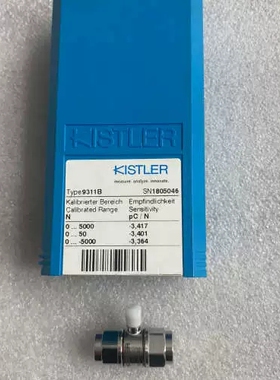 KISTLER
KISTLER
measure. analyze. innovate.
Type 9311B SN1805046
Kalibrierter Bereich Empfindlichkeit
Calibrated Range Sensitivity
N pC / N
0 ... 5000 -3,417
0 ... 50 -3,401
0 ... -5000 -3,364